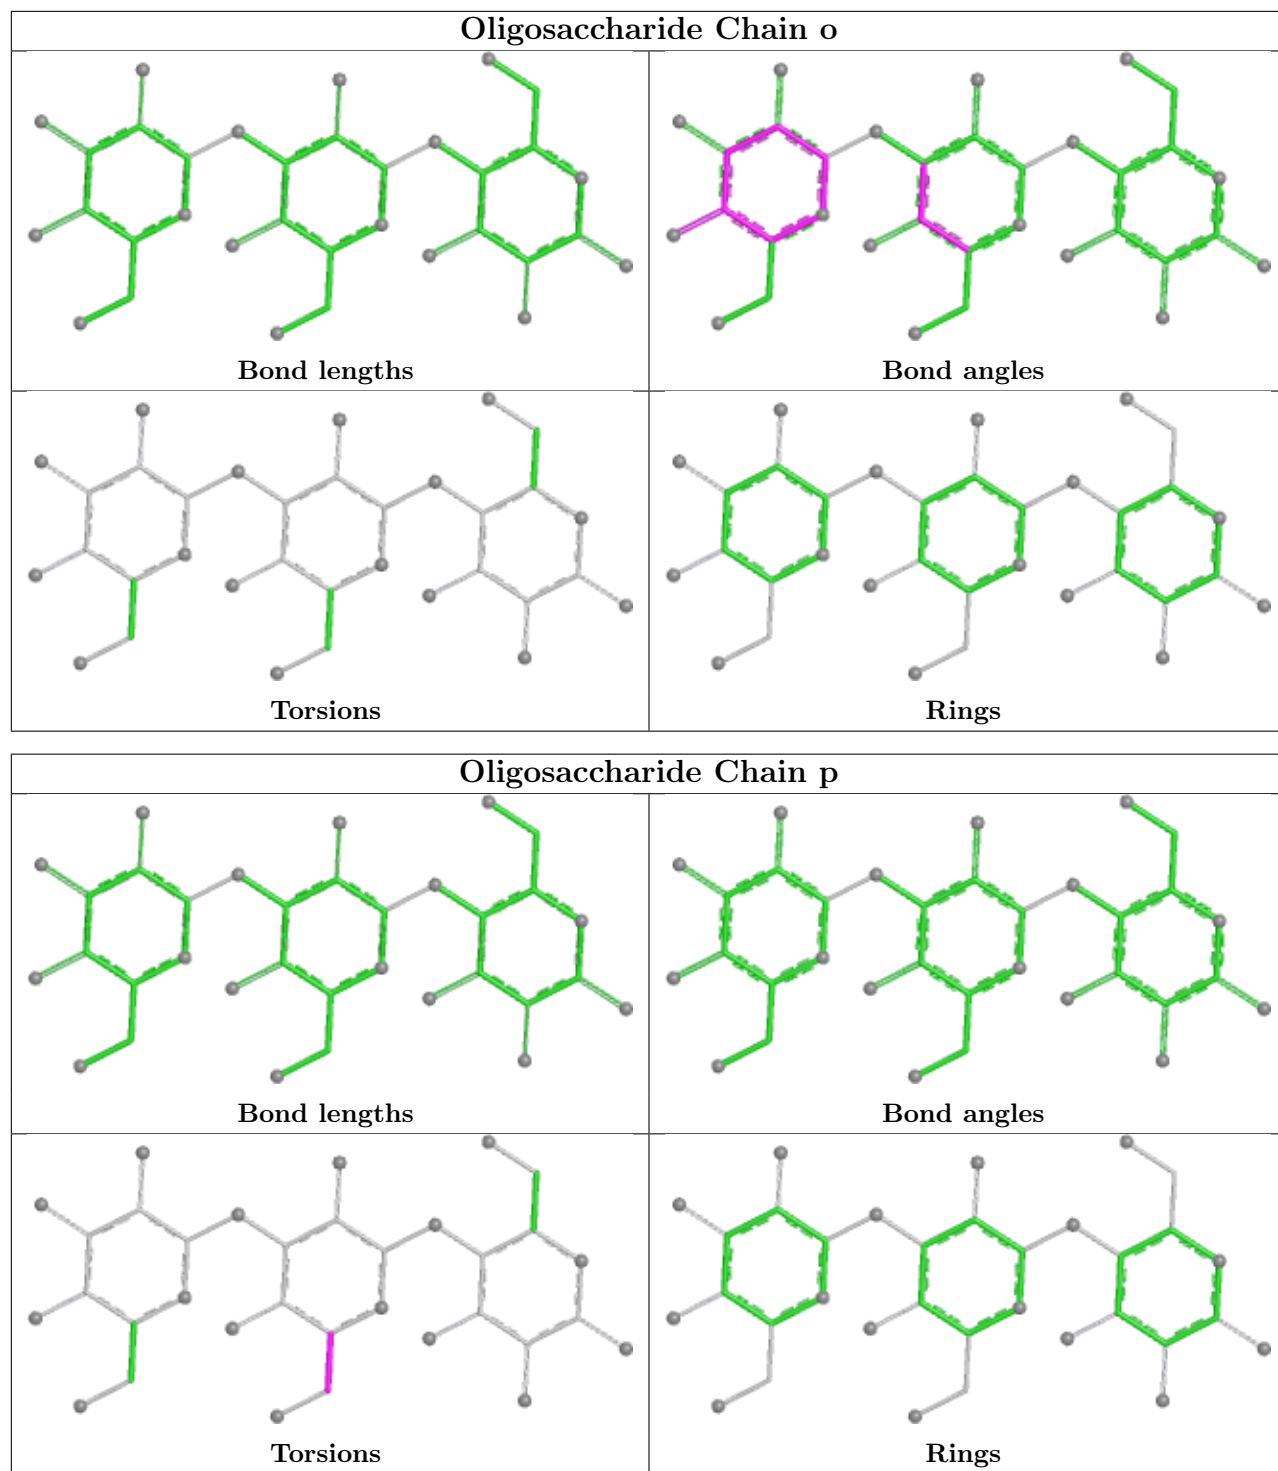 Oligosaccharide Chain o
Bond lengths
Bond angles
Torsions
Rings
Oligosaccharide Chain p
Bond lengths
Bond angles
Torsions
Rings